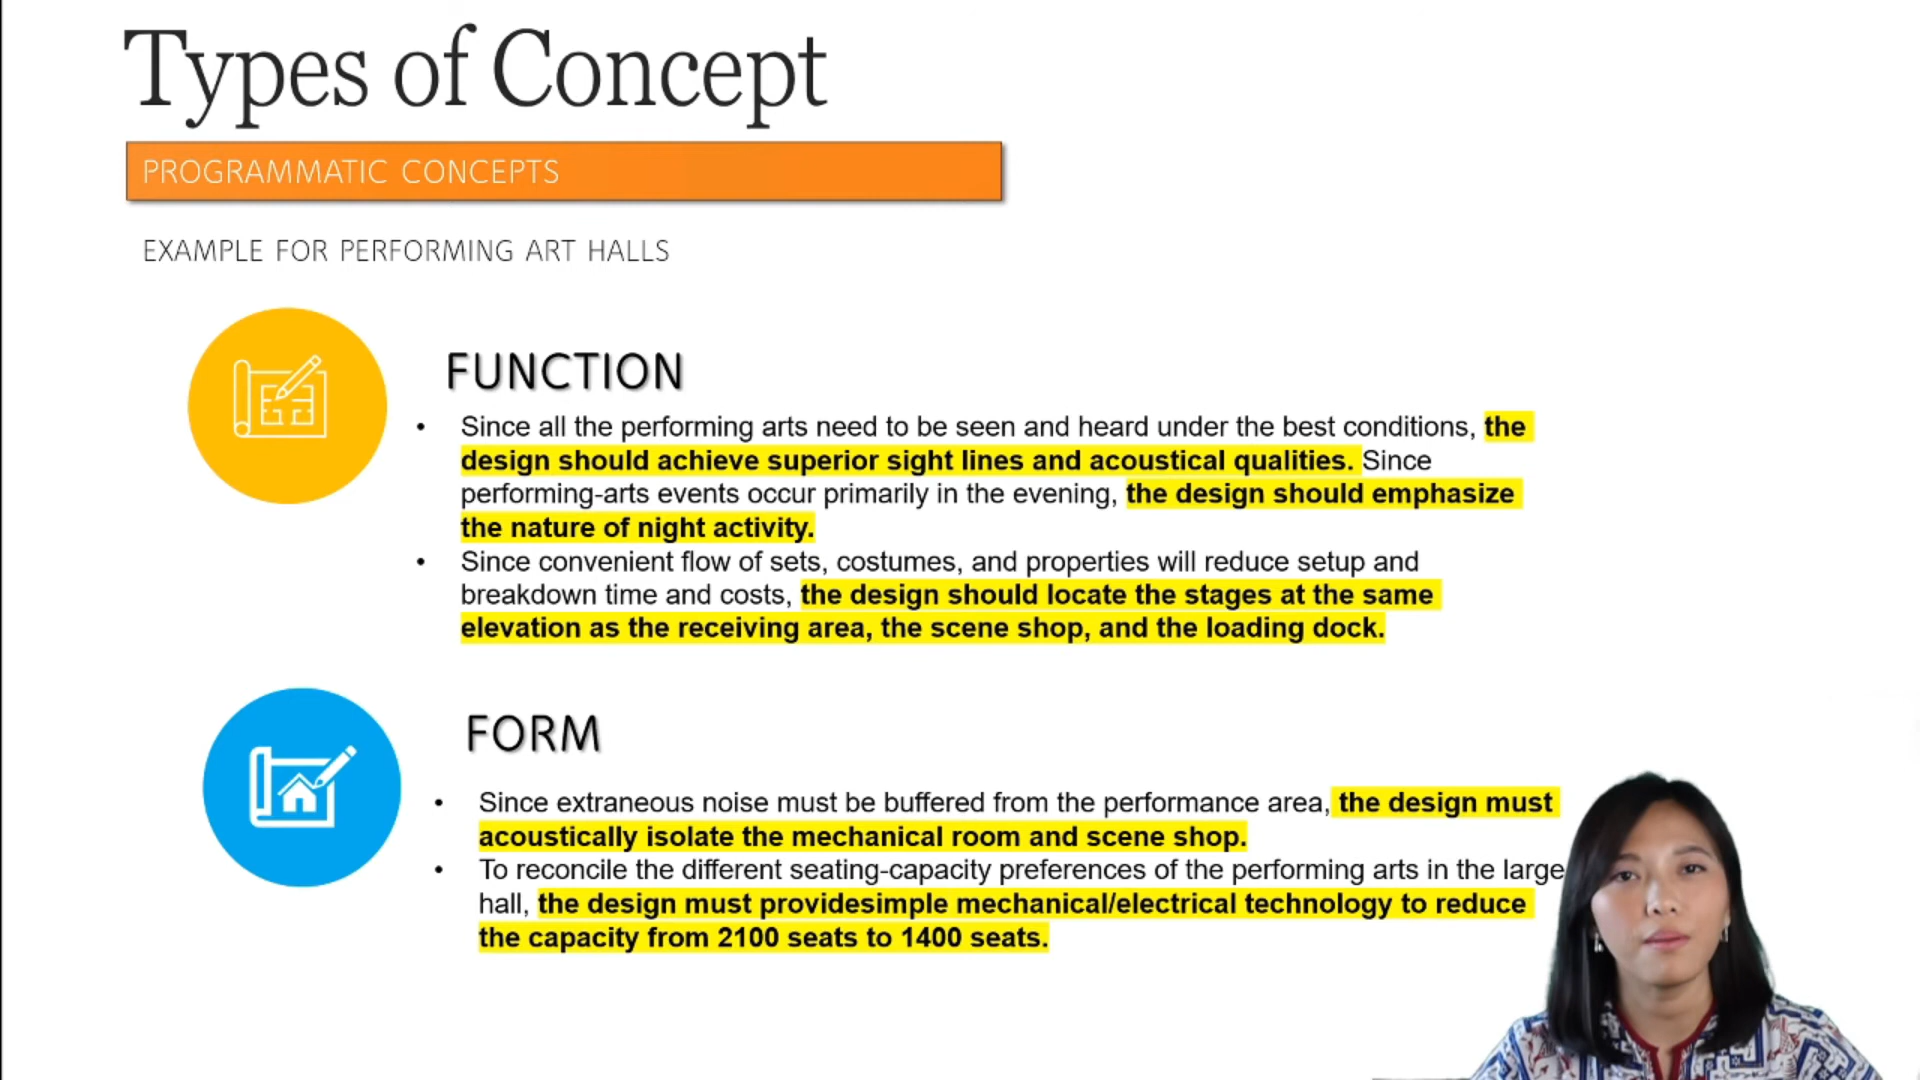 Types of Concept
PROGRAMMATIC CONCEPTS
EXAMPLE FOR PERFORMING ART HALLS
FUNCTION
• Since all the performing arts need to be seen and heard under the best conditions, the
design should achieve superior sight lines and acoustical qualities. Since
performing-arts events occur primarily in the evening, the design should emphasize
the nature of night activity.
• Since convenient flow of sets, costumes, and properties will reduce setup and
breakdown time and costs, the design should locate the stages at the same
elevation as the receiving area, the scene shop, and the loading dock.
FORM
• Since extraneous noise must be buffered from the performance area, the design must
acoustically isolate the mechanical room and scene shop.
• To reconcile the different seating-capacity preferences of the performing arts in the large
hall, the design must providesimple mechanical/electrical technology to reduce
the capacity from 2100 seats to 1400 seats.